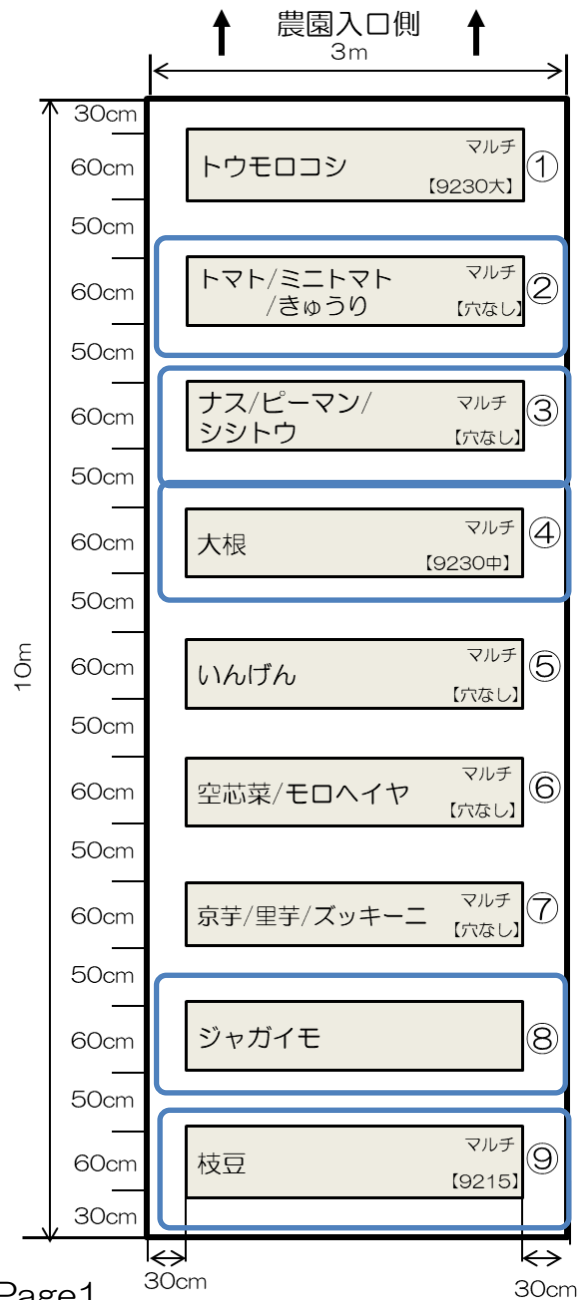 農園入口側
3m
30cm
60cm
トウモロコシ
マルチ
【9230大】
①
50cm
60cm
トマト/ミニトマト
/きゅうり
マルチ
【穴なし】
②
50cm
60cm
ナス/ピーマン/
シシトウ
マルチ
【穴なし】
③
50cm
60cm
大根
マルチ
【9230中】
④
50cm
10m
60cm
いんげん
マルチ
【穴なし】
⑤
50cm
60cm
空芯菜/モロヘイヤ
マルチ
【穴なし】
⑥
50cm
60cm
京芋/里芋/ズッキーニ
マルチ
【穴なし】
⑦
50cm
60cm
ジャガイモ
⑧
50cm
60cm
枝豆
マルチ
【9215】
⑨
30cm
30cm
30cm
Page1